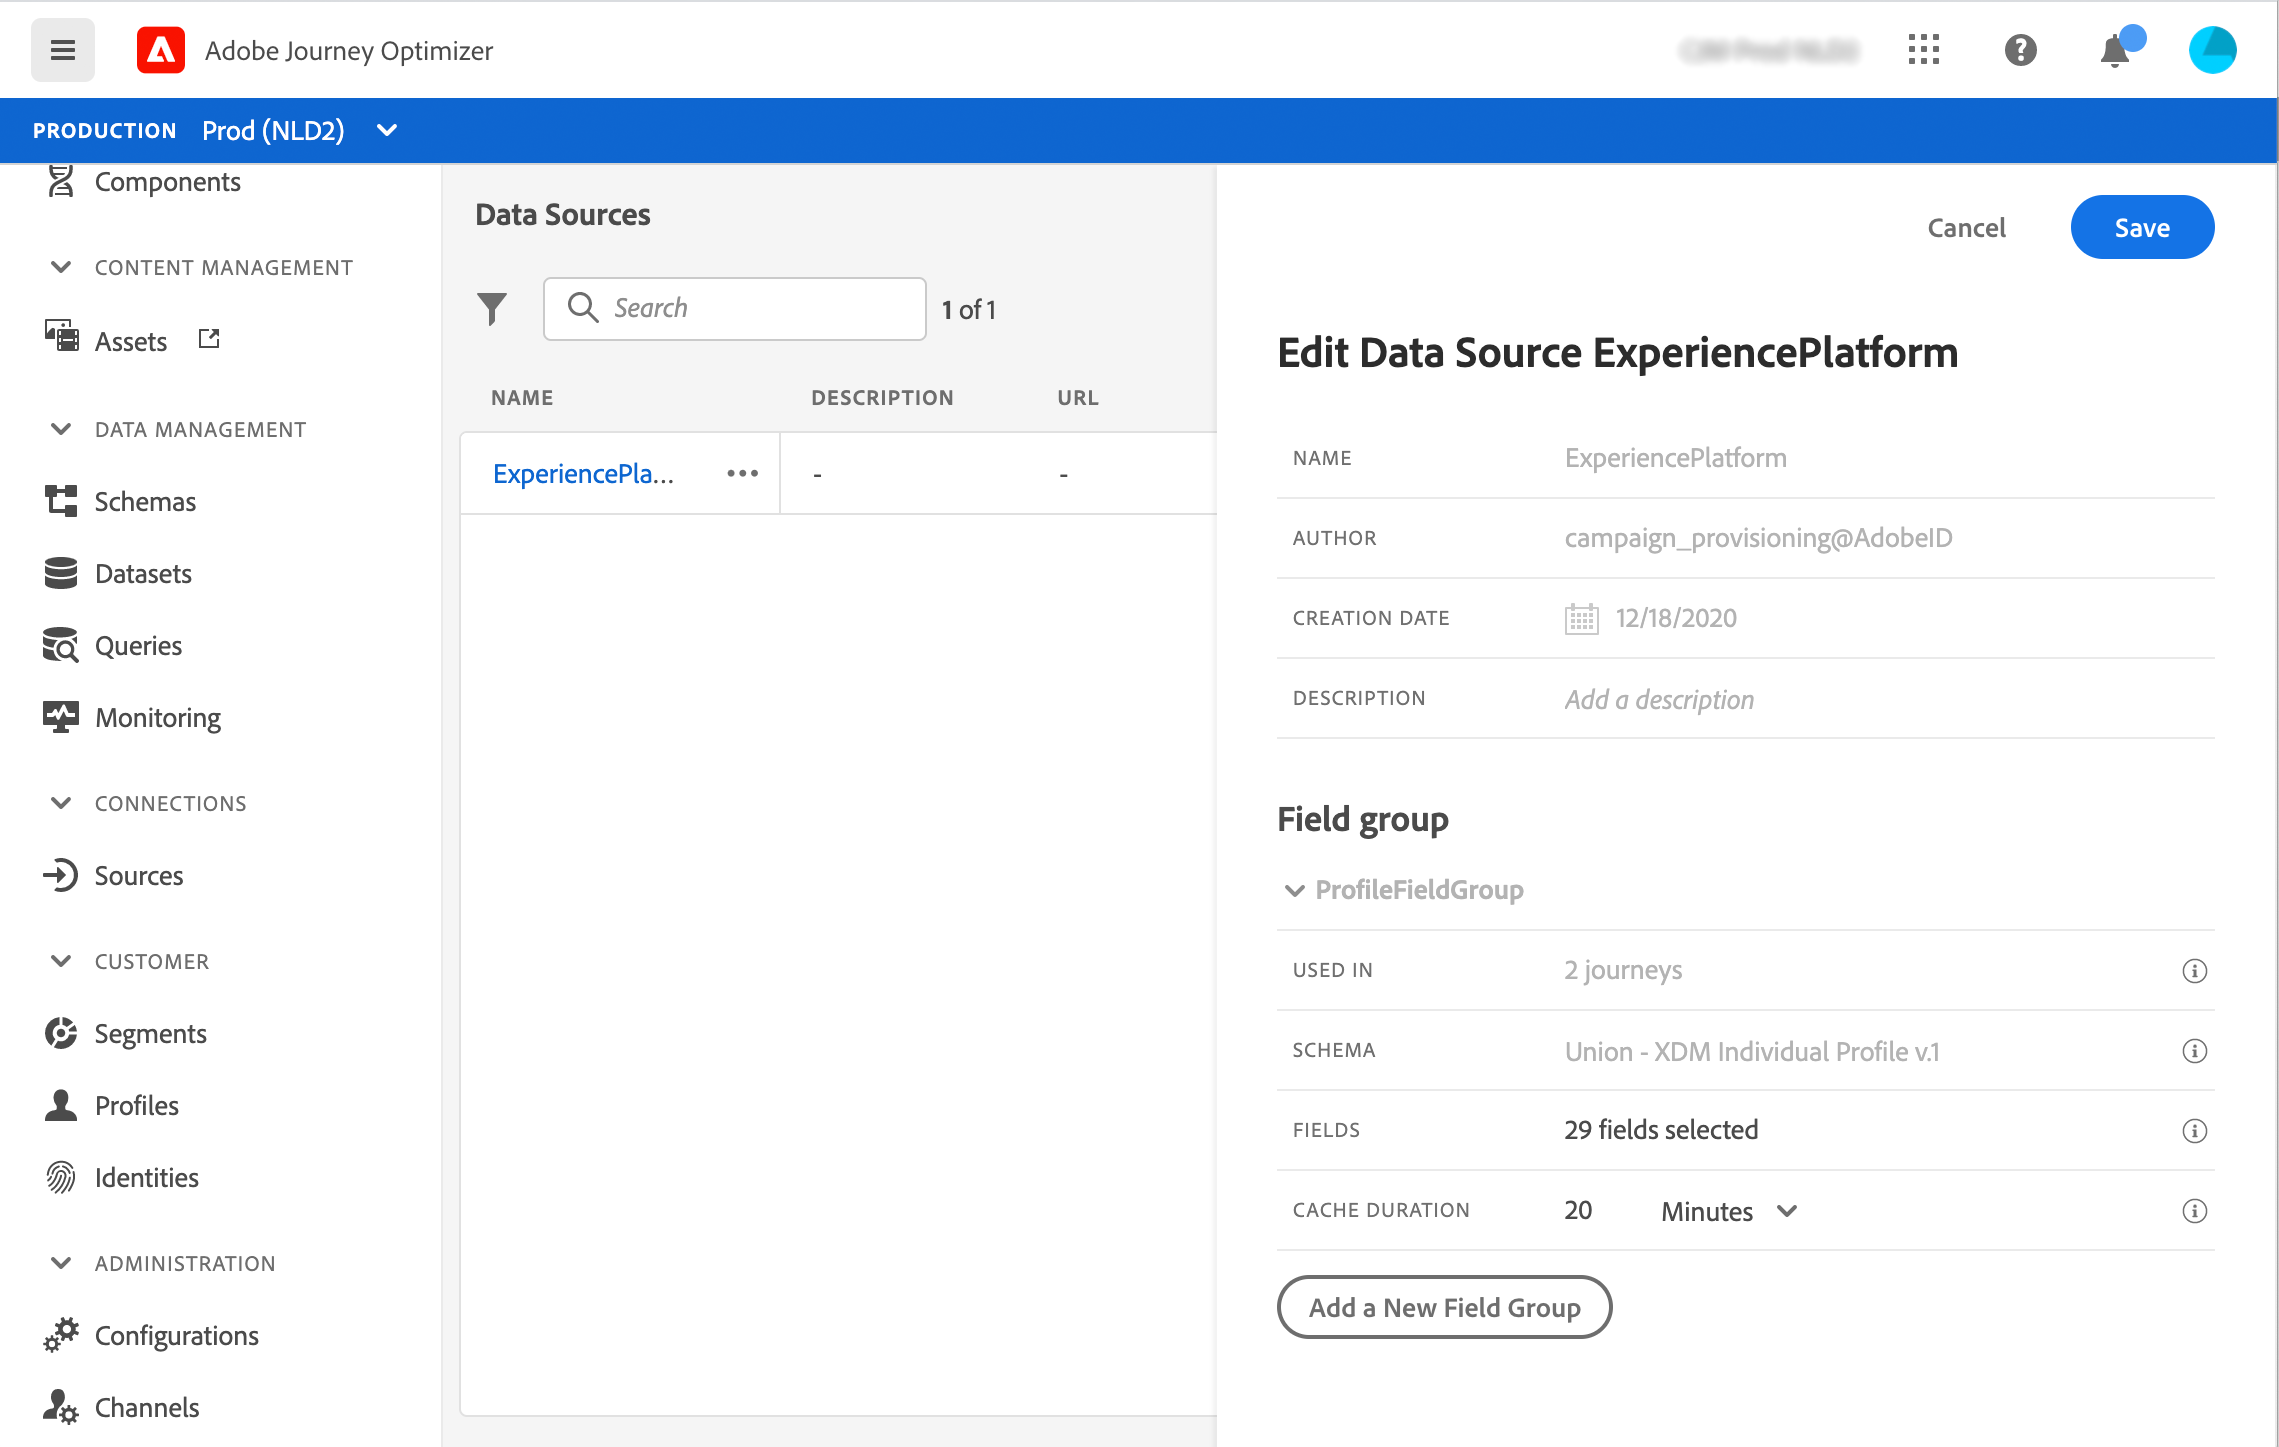 Adobe Journey Optimizer
PRODUCTION Prod (NLD2)
Components
CONTENT MANAGEMENT
Assets
DATA MANAGEMENT
Schemas
Datasets
Queries
Monitoring
CONNECTIONS
Sources
CUSTOMER
Segments
Profiles
Identities
ADMINISTRATION
Configurations
Channels
Data Sources
Search
1 of 1
NAME DESCRIPTION URL
ExperiencePla... - -
Cancel Save
Edit Data Source ExperiencePlatform
NAME ExperiencePlatform
AUTHOR campaign_provisioning@AdobeID
CREATION DATE 12/18/2020
DESCRIPTION Add a description
Field group
ProfileFieldGroup
USED IN 2 journeys
SCHEMA Union - XDM Individual Profile v.1
FIELDS 29 fields selected
CACHE DURATION 20 Minutes
Add a New Field Group